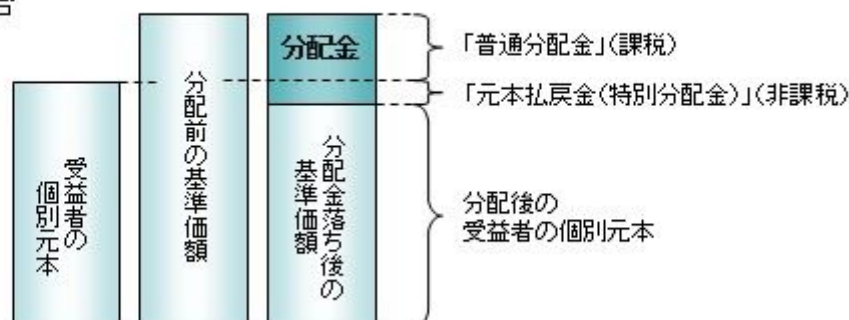 受益者の
個別元本
分配前の基準価額
分配金
分配金落ち後の
基準価額
「普通分配金」(課税)
「元本払戻金(特別分配金)」(非課税)
分配後の
受益者の個別元本